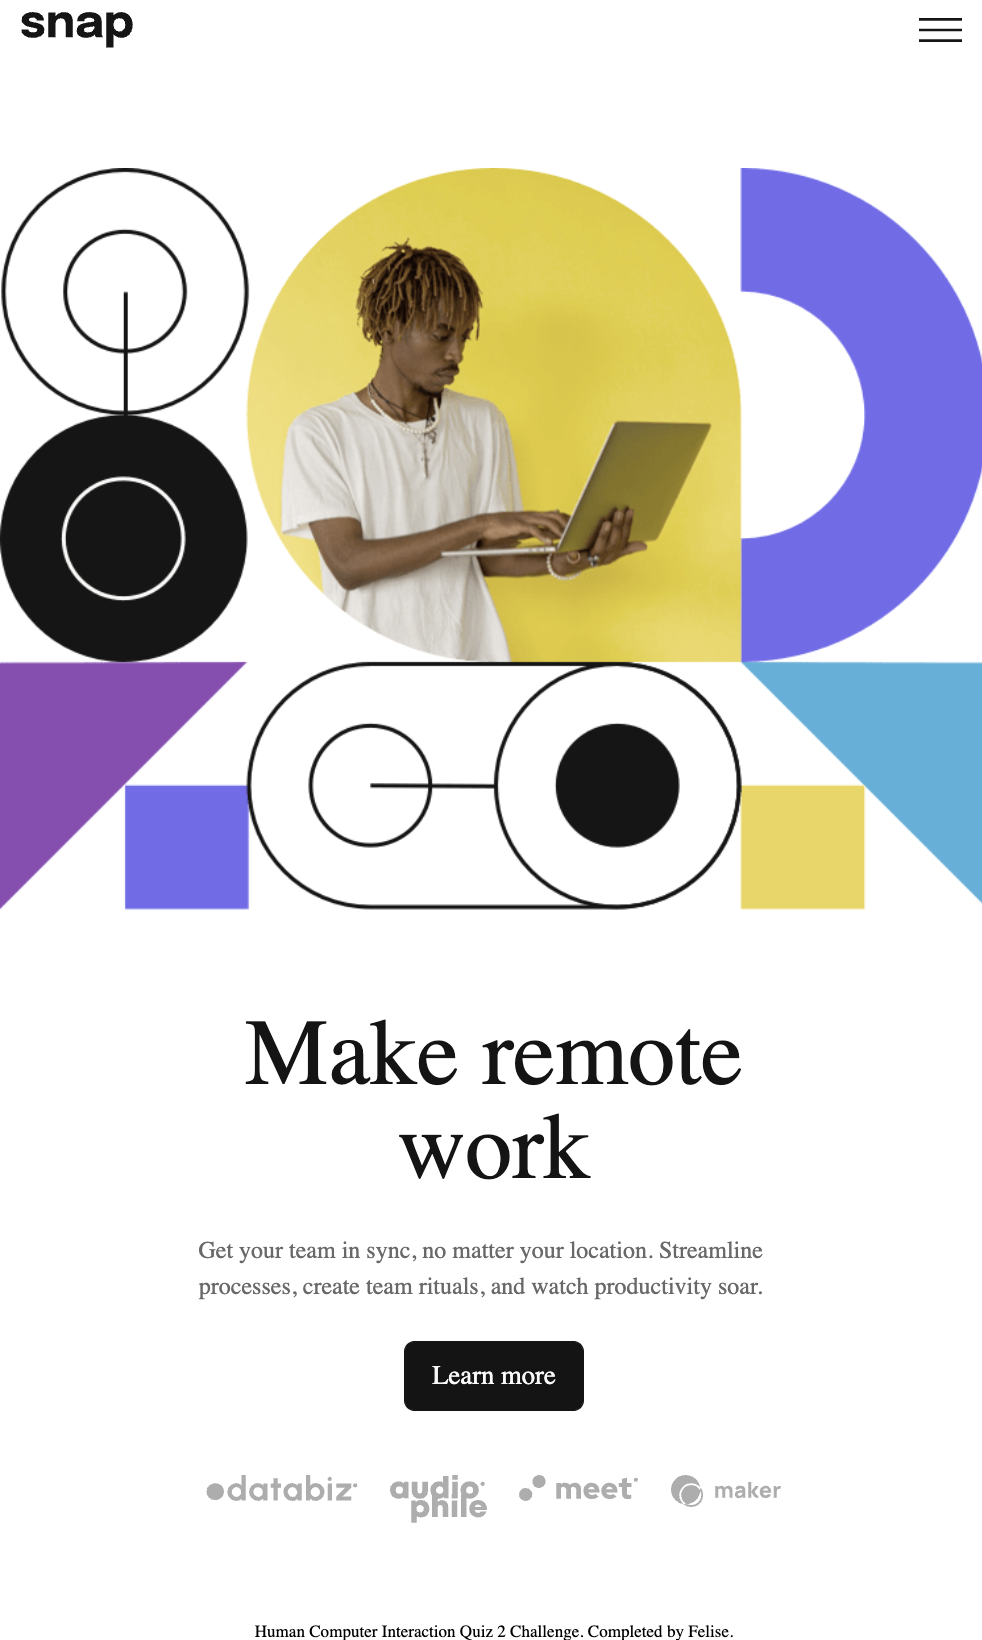 snap
Make remote
work
Get your team in sync, no matter your location. Streamline
processes, create team rituals, and watch productivity soar.
Learn more
databiz
audio
phile
meet
maker
Human Computer Interaction Quiz 2 Challenge. Completed by Felise.